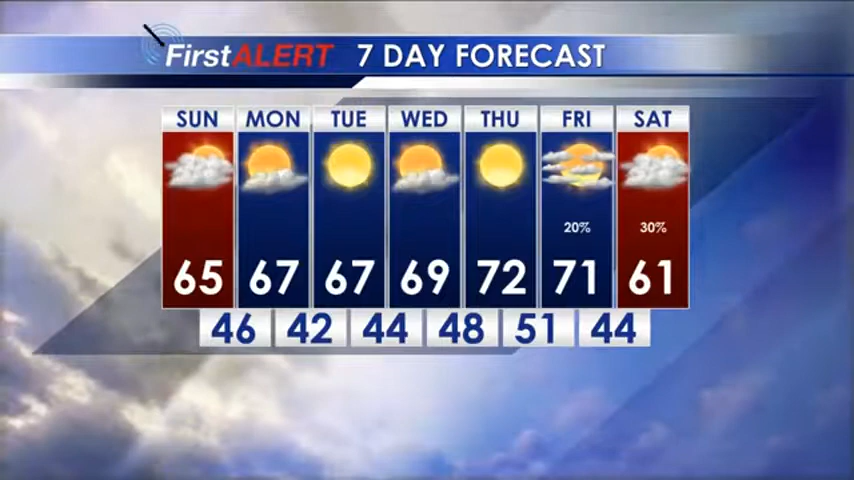 FirstALERT 7 DAY FORECAST
SUN MON TUE WED THU FRI SAT
20% 30%
65 67 67 69 72 71 61
46 42 44 48 51 44